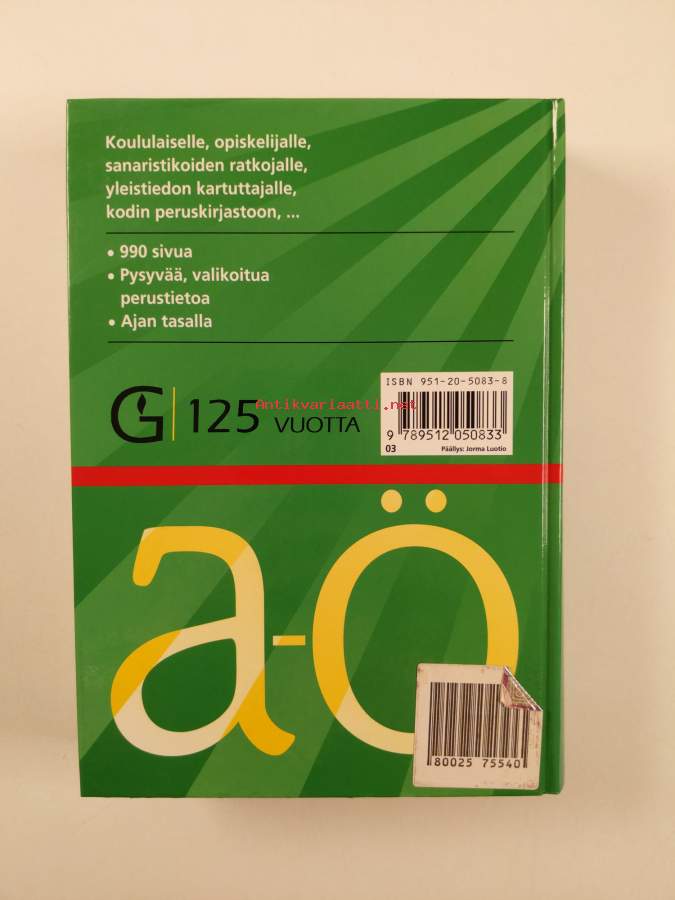 Koululaiselle, opiskelijalle,
sanaristikoiden ratkojalle,
yleistiedon kartuttajalle,
kodin peruskirjastoon, ...
• 990 sivua
• Pysyvää, valikoitua
perustietoa
• Ajan tasalla
G 125 VUOTTA
Antikvariaatti.net
ISBN 951-20-5083-8
9 789512 050833
03 Päällys: Jorma Luotio
a-ö
80025 75540